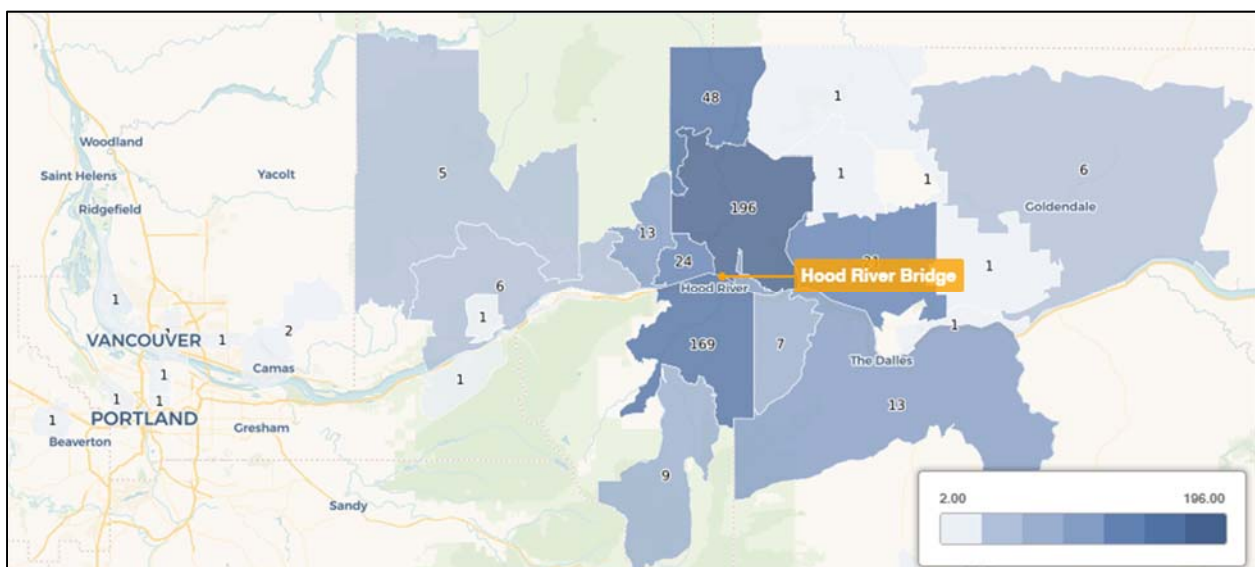 48
1
Woodland
Yacolt
5
1
1
6
Saint Helens
Ridgefield
Goldendale
196
13
24
Hood River Bridge
1
Hood River
6
1
1
1
1
2
VANCOUVER
Camas
169
7
The Dalles
1
1
1
1
1
1
PORTLAND
Beaverton
Gresham
13
9
Sandy
2.00 196.00